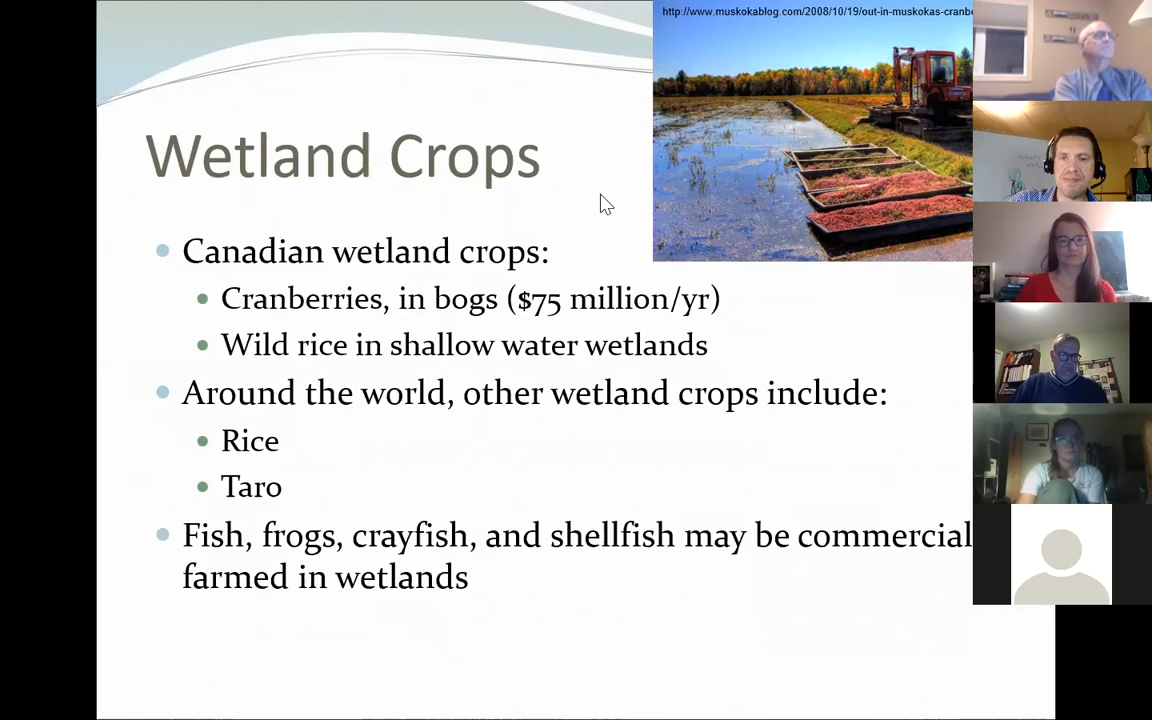 http://www.muskokablog.com/2008/10/19/out-in-muskokas-cranbe
Wetland Crops
Canadian wetland crops:
Cranberries, in bogs ($75 million/yr)
Wild rice in shallow water wetlands
Around the world, other wetland crops include:
Rice
Taro
Fish, frogs, crayfish, and shellfish may be commercial
farmed in wetlands